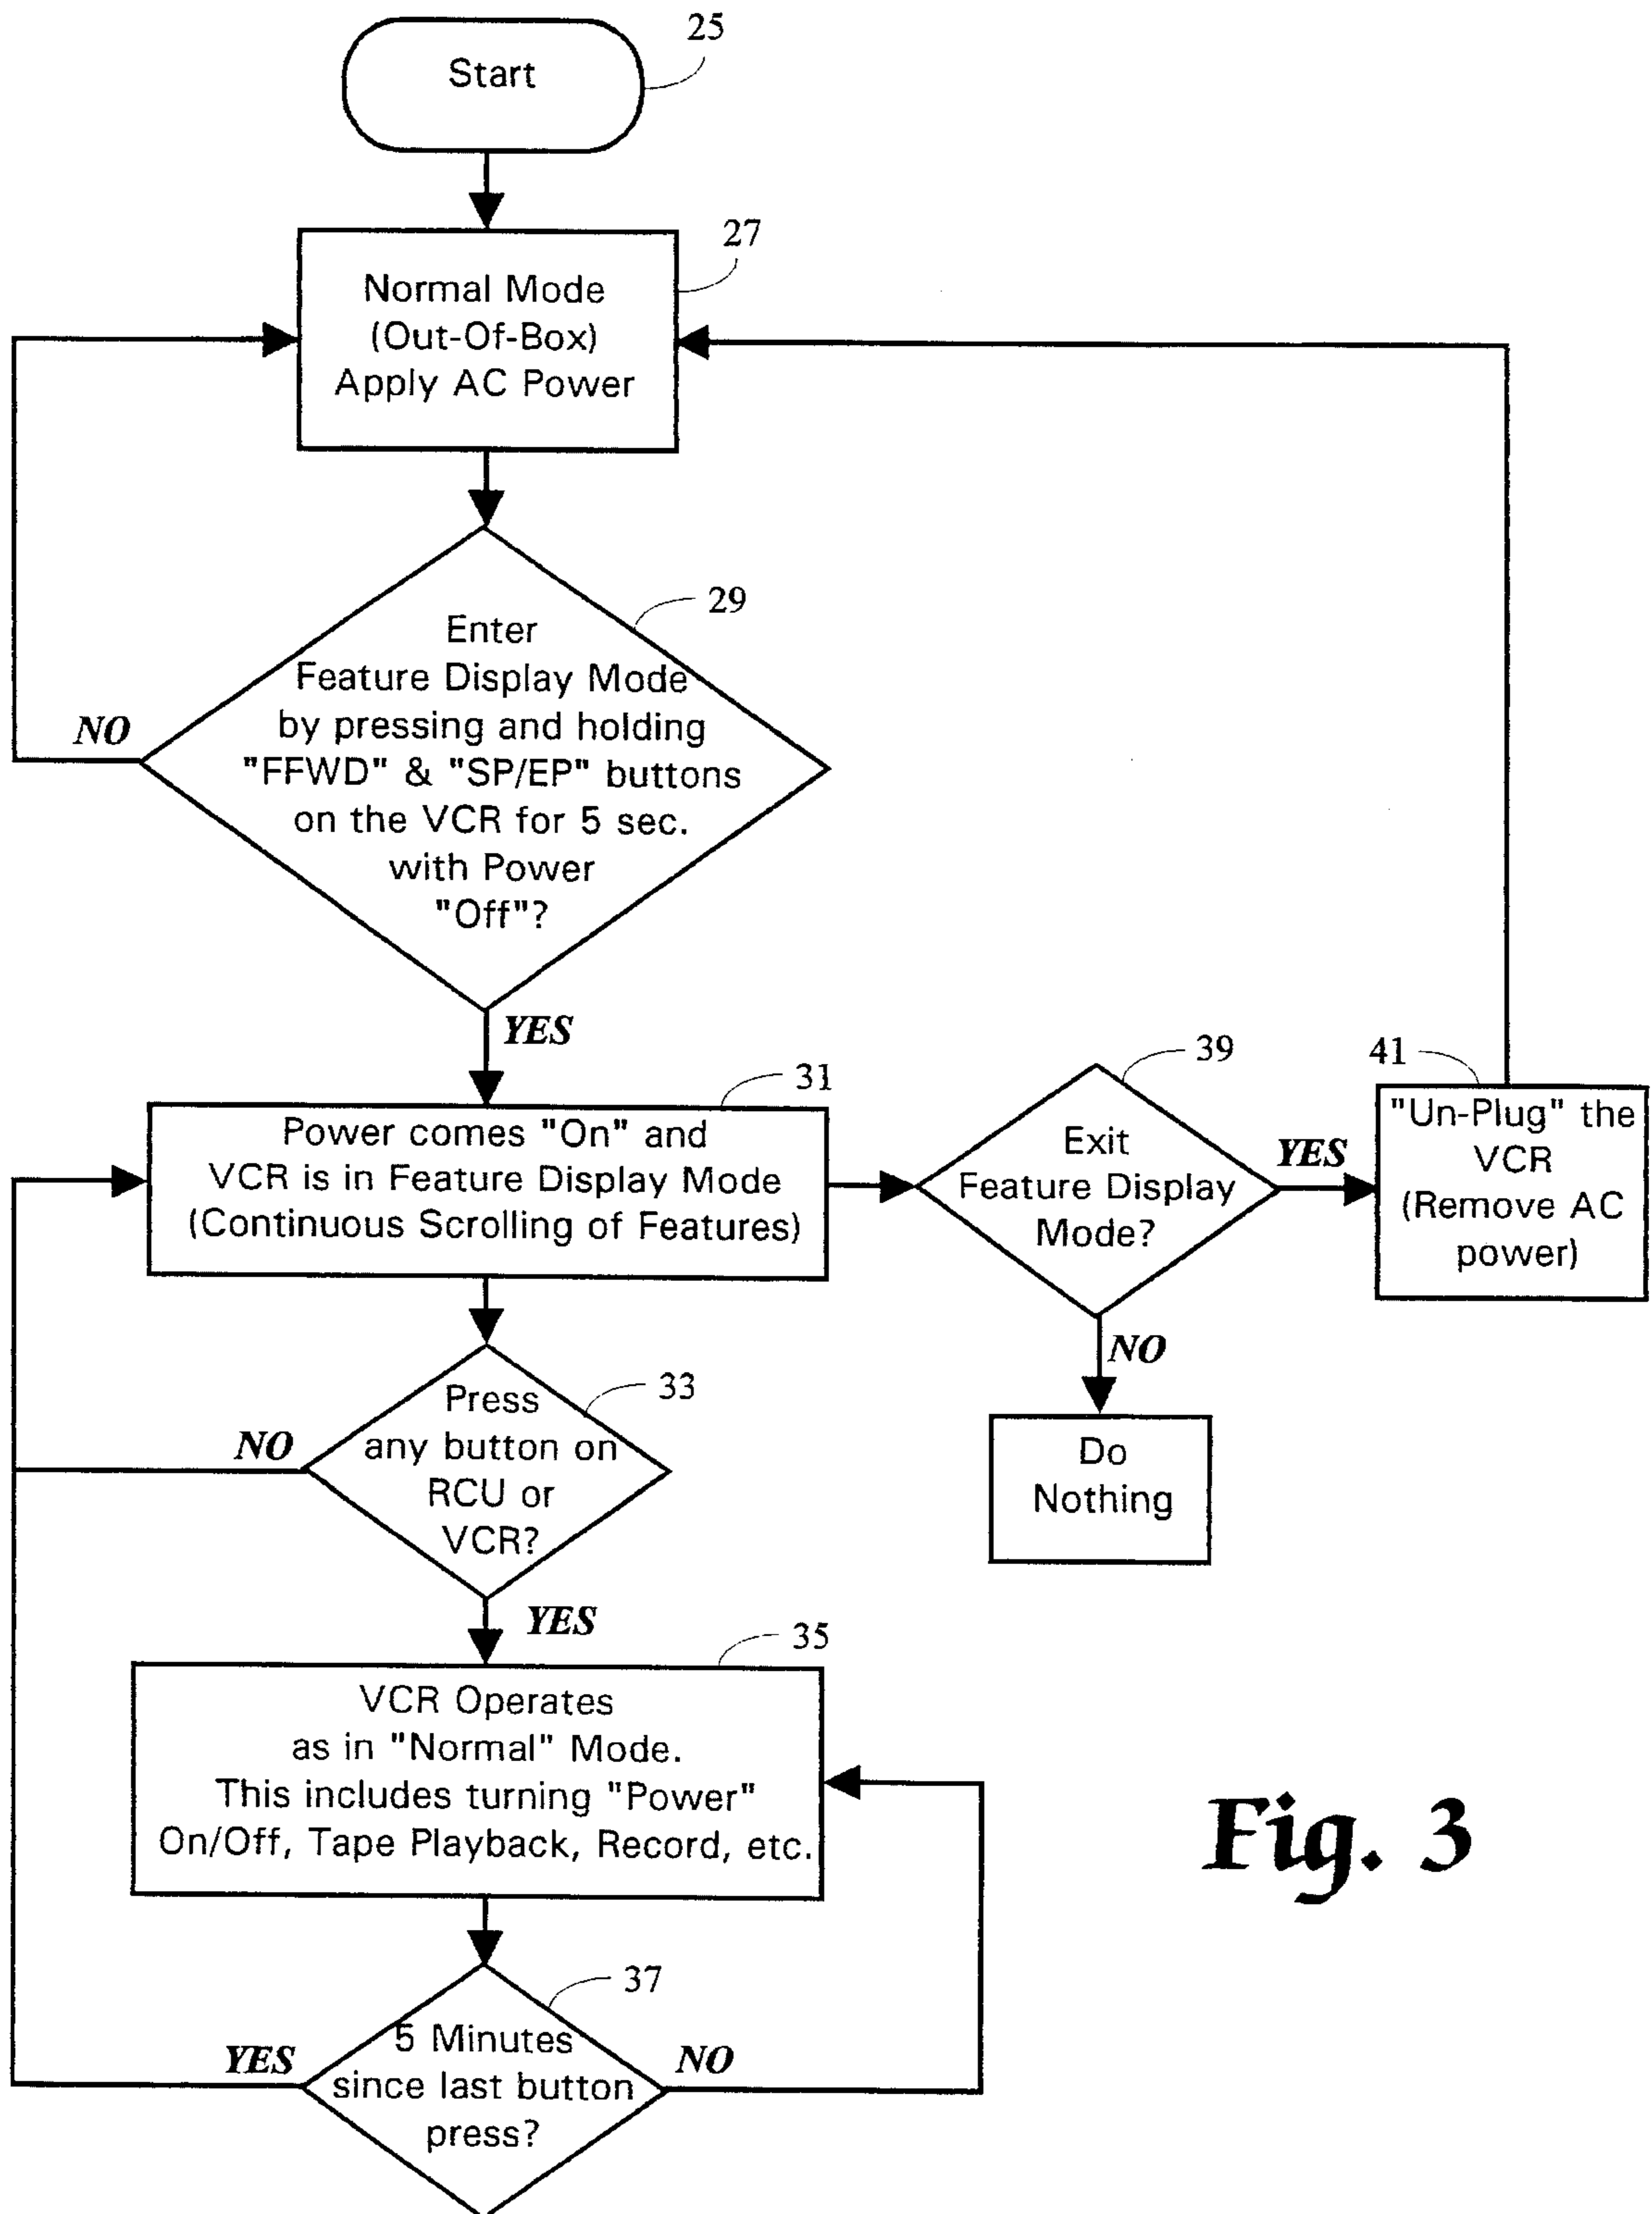 Start
25
27
Normal Mode
(Out-Of-Box)
Apply AC Power
29
Enter
Feature Display Mode
by pressing and holding
"FFWD" & "SP/EP" buttons
on the VCR for 5 sec.
with Power
"Off"?
NO
YES
31
Power comes "On" and
VCR is in Feature Display Mode
(Continuous Scrolling of Features)
39
Exit
Feature Display
Mode?
YES
41
"Un-Plug" the
VCR
(Remove AC
power)
NO
Do
Nothing
33
Press
any button on
RCU or
VCR?
NO
YES
35
VCR Operates
as in "Normal" Mode.
This includes turning "Power"
On/Off, Tape Playback, Record, etc.
37
5 Minutes
since last button
press?
YES
NO
Fig. 3